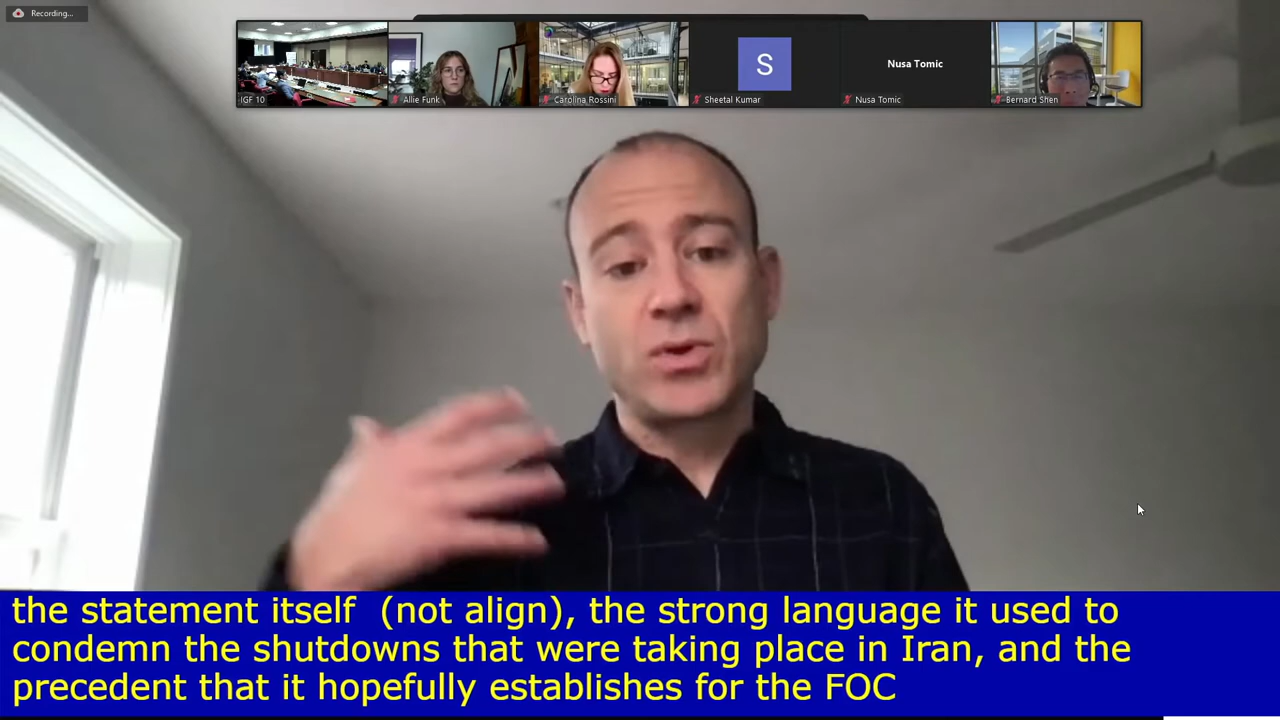 Recording...
S
Nusa Tomic
IGF 10
Allie Funk
Carolina Rossini
Sheetal Kumar
Nusa Tomic
Bernard Shen
the statement itself (not align), the strong language it used to
condemn the shutdowns that were taking place in Iran, and the
precedent that it hopefully establishes for the FOC